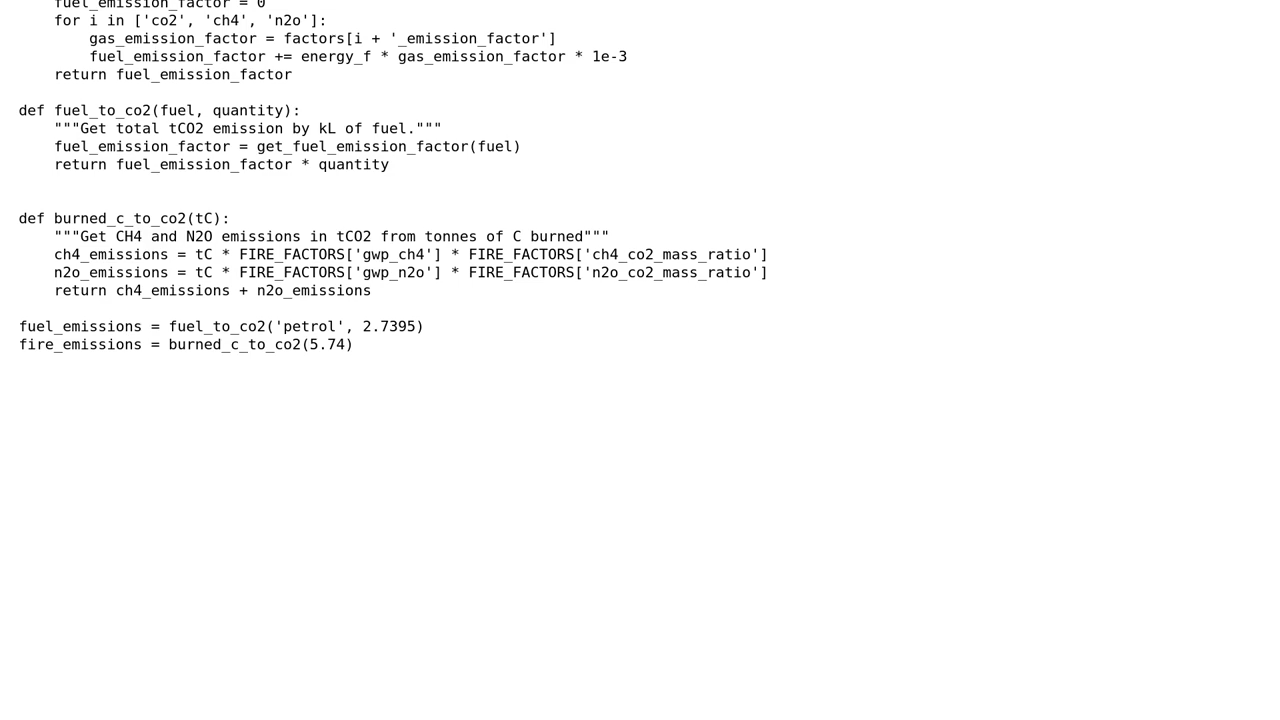 fuel_emission_factor = 0
    for i in ['co2', 'ch4', 'n2o']:
        gas_emission_factor = factors[i + '_emission_factor']
        fuel_emission_factor += energy_f * gas_emission_factor * 1e-3
    return fuel_emission_factor

def fuel_to_co2(fuel, quantity):
    """Get total tCO2 emission by kL of fuel."""
    fuel_emission_factor = get_fuel_emission_factor(fuel)
    return fuel_emission_factor * quantity


def burned_c_to_co2(tC):
    """Get CH4 and N2O emissions in tCO2 from tonnes of C burned"""
    ch4_emissions = tC * FIRE_FACTORS['gwp_ch4'] * FIRE_FACTORS['ch4_co2_mass_ratio']
    n2o_emissions = tC * FIRE_FACTORS['gwp_n2o'] * FIRE_FACTORS['n2o_co2_mass_ratio']
    return ch4_emissions + n2o_emissions

fuel_emissions = fuel_to_co2('petrol', 2.7395)
fire_emissions = burned_c_to_co2(5.74)